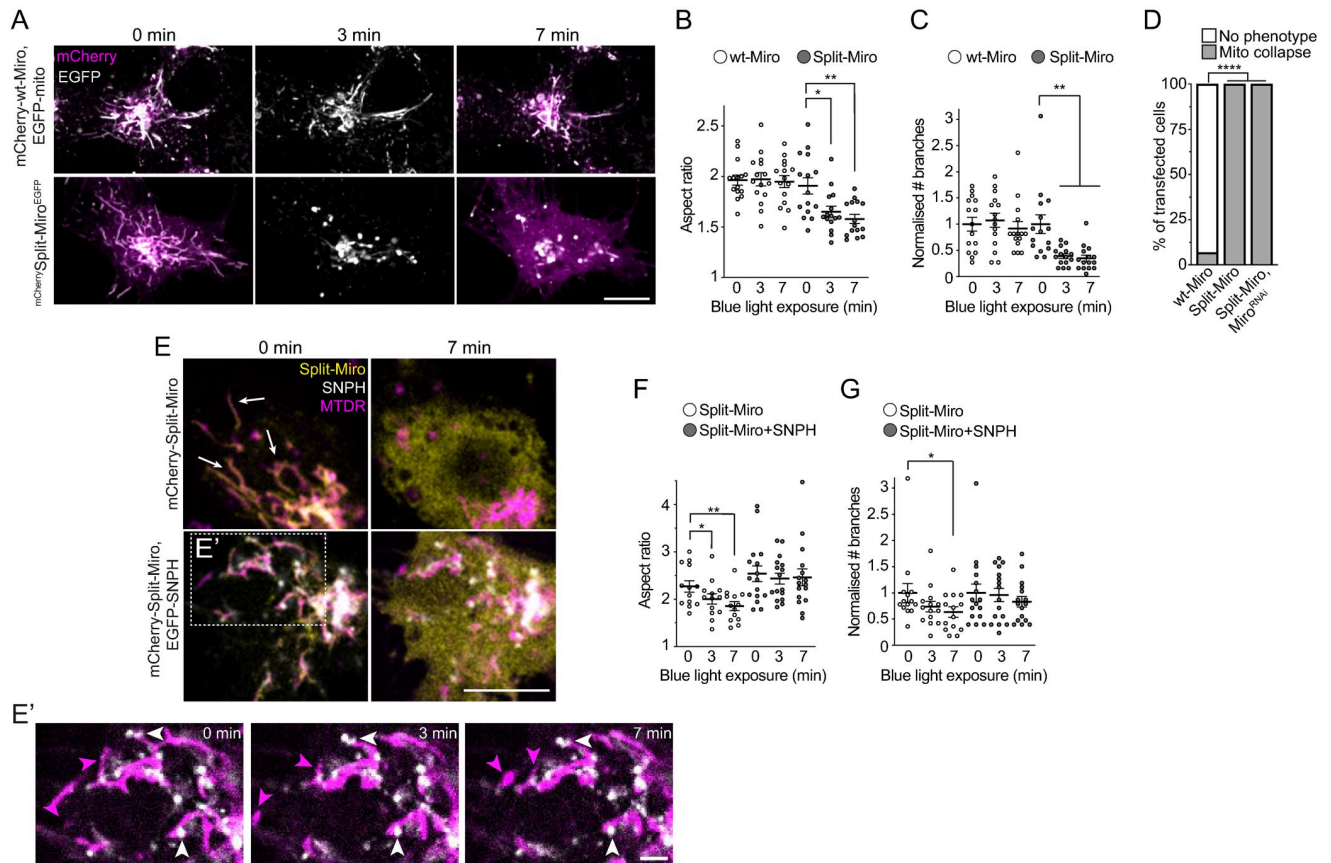 A
0 min
3 min
7 min
mCherry
EGFP
mCherry-wt-Miro,
EGFP-mito
mCherrySplit-MiroEGFP
B
wt-Miro
Split-Miro
**
*
2.5
2
1.5
1
Aspect ratio
0
3
7
0
3
7
Blue light exposure (min)
C
wt-Miro
Split-Miro
**
3
2.5
2
1.5
1
0.5
0
Normalised # branches
0
3
7
0
3
7
Blue light exposure (min)
D
No phenotype
Mito collapse
****
100
75
50
25
0
% of transfected cells
wt-Miro
Split-Miro
Split-Miro,
MiroRNAi
E
0 min
7 min
Split-Miro
SNPH
MTDR
mCherry-Split-Miro
E'
mCherry-Split-Miro,
EGFP-SNPH
F
Split-Miro
Split-Miro+SNPH
**
*
4
3
2
1
Aspect ratio
0
3
7
0
3
7
Blue light exposure (min)
G
Split-Miro
Split-Miro+SNPH
*
3
2.5
2
1.5
1
0.5
0
Normalised # branches
0
3
7
0
3
7
Blue light exposure (min)
E'
0 min
3 min
7 min